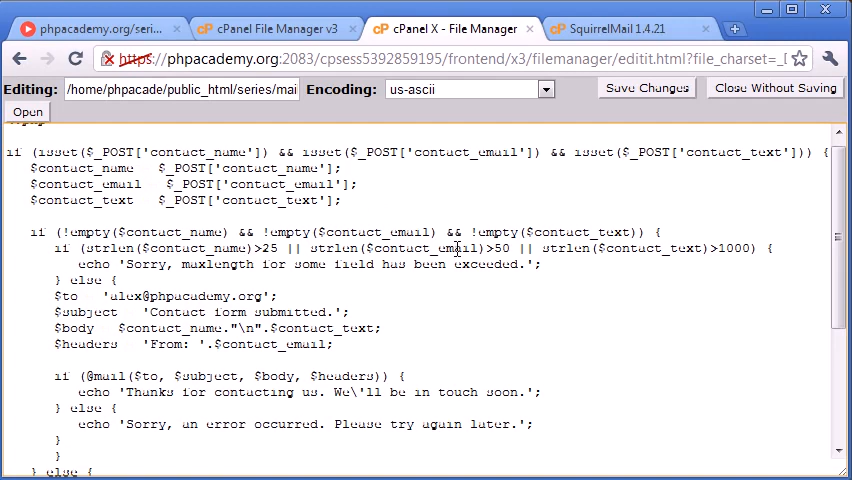 phpacademy.org/serie...
cPanel File Manager v3
cPanel X - File Manager
SquirrelMail 1.4.21
https://phpacademy.org:2083/cpsess5392859195/frontend/x3/filemanager/editit.html?file_charset=_[
Editing: /home/phpacade/public_html/series/mai Encoding: us-ascii Save Changes Close Without Saving
Open
if (isset($_POST['contact_name']) && isset($_POST['contact_email']) && isset($_POST['contact_text'])) {
$contact_name $_POST['contact_name'];
$contact_email $_POST['contact_email'];
$contact_text $_POST['contact_text'];
if (!empty($contact_name) && !empty($contact_email) && !empty($contact_text)) {
if (strlen($contact_name)>25 || strlen($contact_email)>50 || strlen($contact_text)>1000) {
echo 'Sorry, maxlength for some field has been exceeded.';
} else {
$to 'alex@phpacademy.org';
$subject 'Contact form submitted.';
$body $contact_name."\n".$contact_text;
$headers 'From: '.$contact_email;
if (@mail($to, $subject, $body, $headers)) {
echo 'Thanks for contacting us. We\'ll be in touch soon.';
} else {
echo 'Sorry, an error occurred. Please try again later.';
}
}
} else {